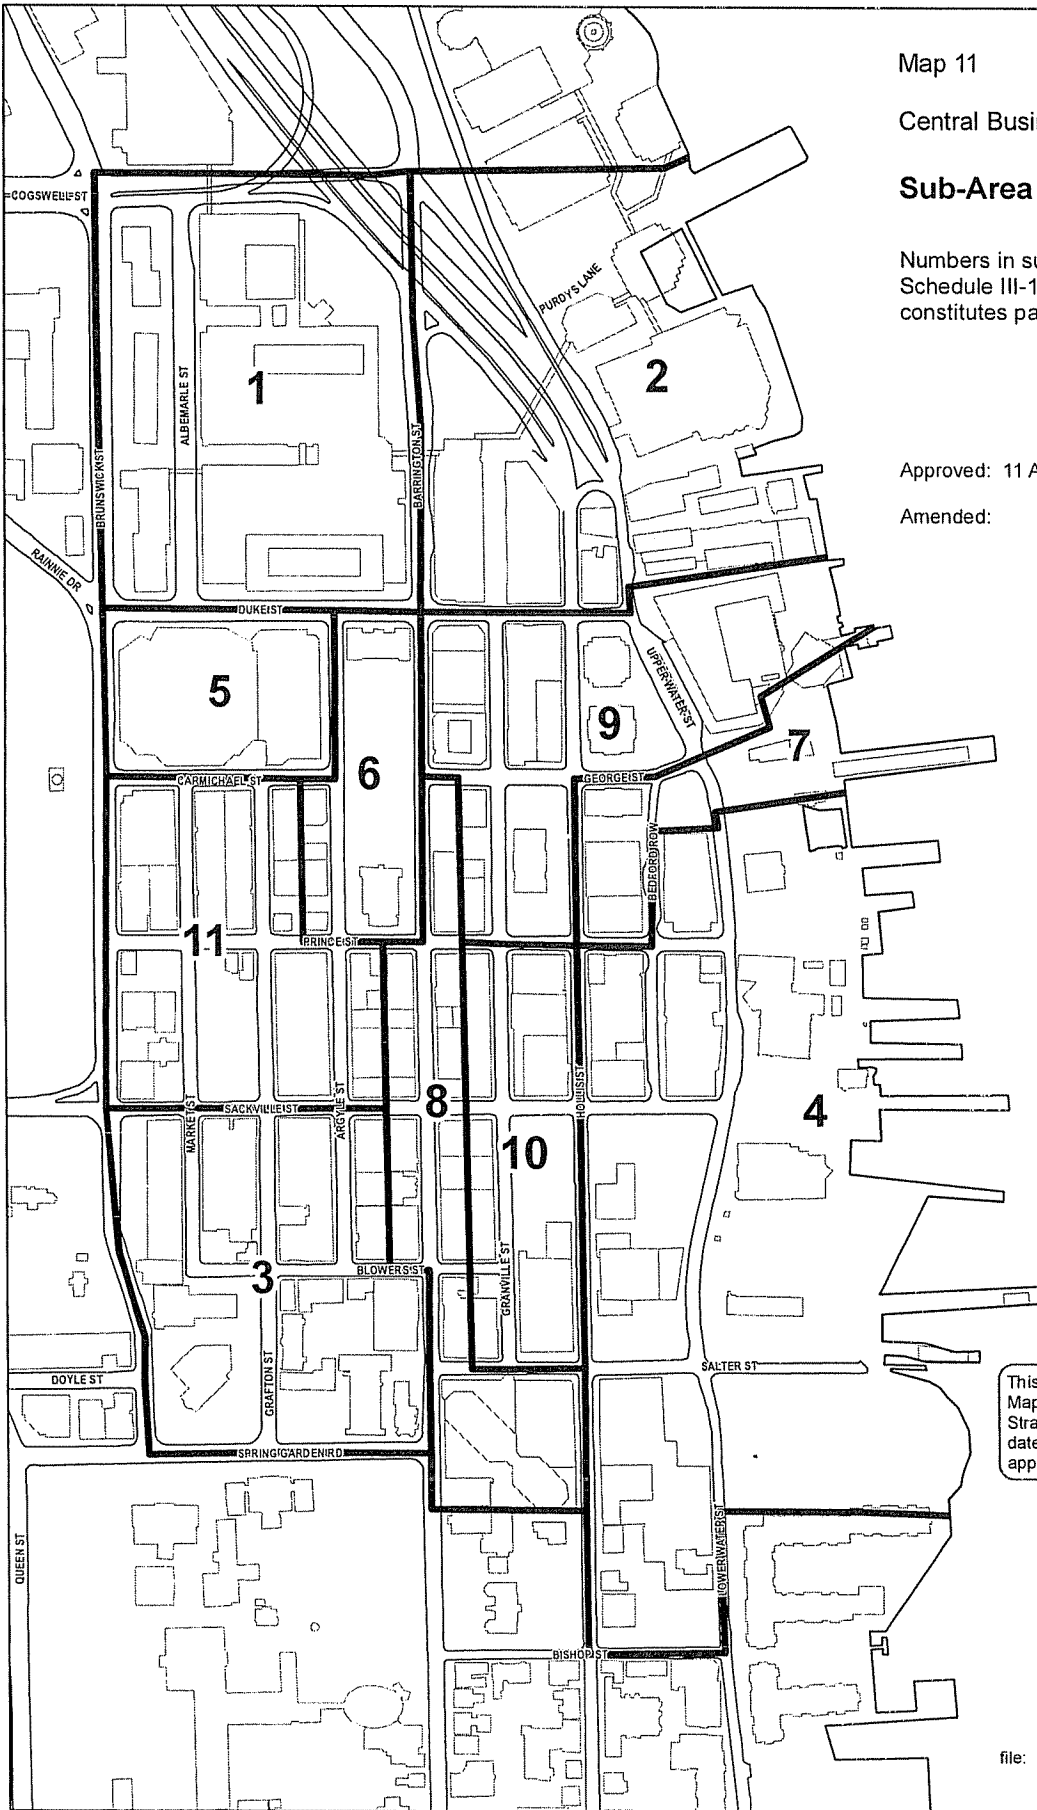 Map 11
Central Busi
Sub-Area
Numbers in su
Schedule III-1
constitutes pa
Approved: 11 A
Amended:
COGSWELL ST
PURDYS LANE
1
2
ALBEMARLE ST
BRUNSWICK ST
BARRINGTON ST
RAINNIE DR
DUKE ST
UPPER WATER ST
5
9
6
7
CARMICHAEL ST
GEORGE ST
BEDFORD ROW
11
PRINCE ST
HOLLIS ST
8
4
MARKET ST
SACKVILLE ST
ARGYLE ST
10
3
BLOWERS ST
GRANVILLE ST
SALTER ST
DOYLE ST
GRAFTON ST
This
Map
Stra
date
app
SPRING GARDEN RD
QUEEN ST
LOWER WATER ST
BISHOP ST
file: